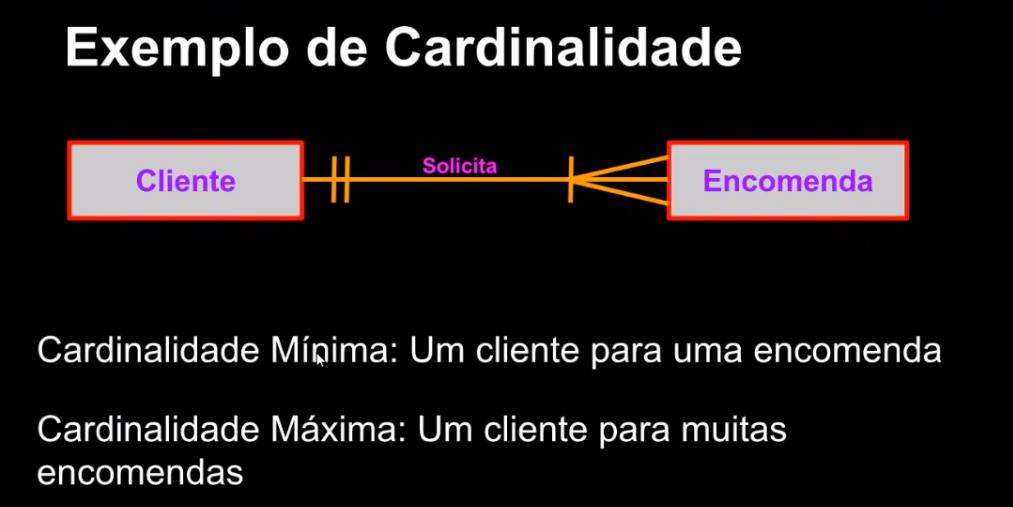 Exemplo de Cardinalidade
Solicita
Cliente
Encomenda
Cardinalidade Mínima: Um cliente para uma encomenda
Cardinalidade Máxima: Um cliente para muitas
encomendas